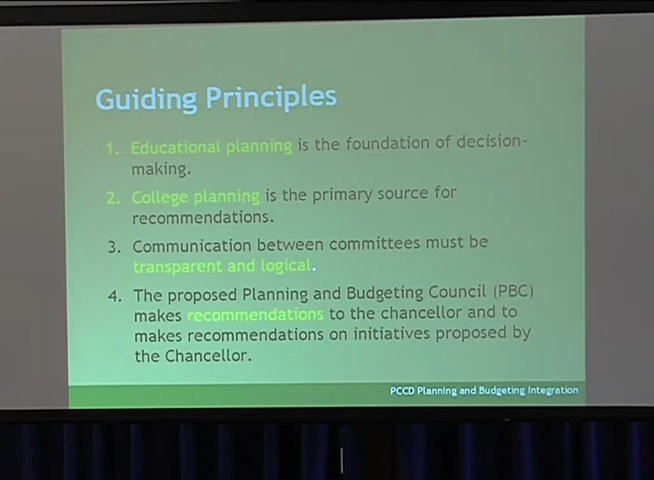 Guiding Principles
1. Educational planning is the foundation of decision-
making.
2. College planning is the primary source for
recommendations.
3. Communication between committees must be
transparent and logical.
4. The proposed Planning and Budgeting Council (PBC)
makes recommendations to the chancellor and to
makes recommendations on initiatives proposed by
the Chancellor.
PCCD Planning and Budgeting Integration